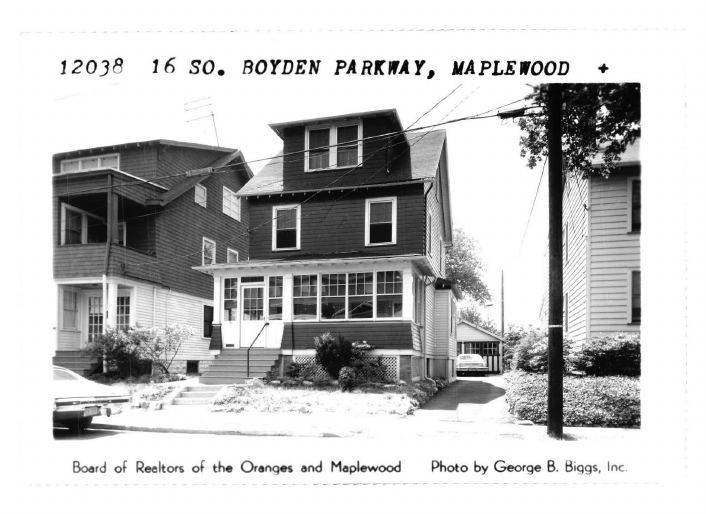 12038 16 SO. BOYDEN PARKWAY, MAPLEWOOD +
Board of Realtors of the Oranges and Maplewood Photo by George B. Biggs, Inc.